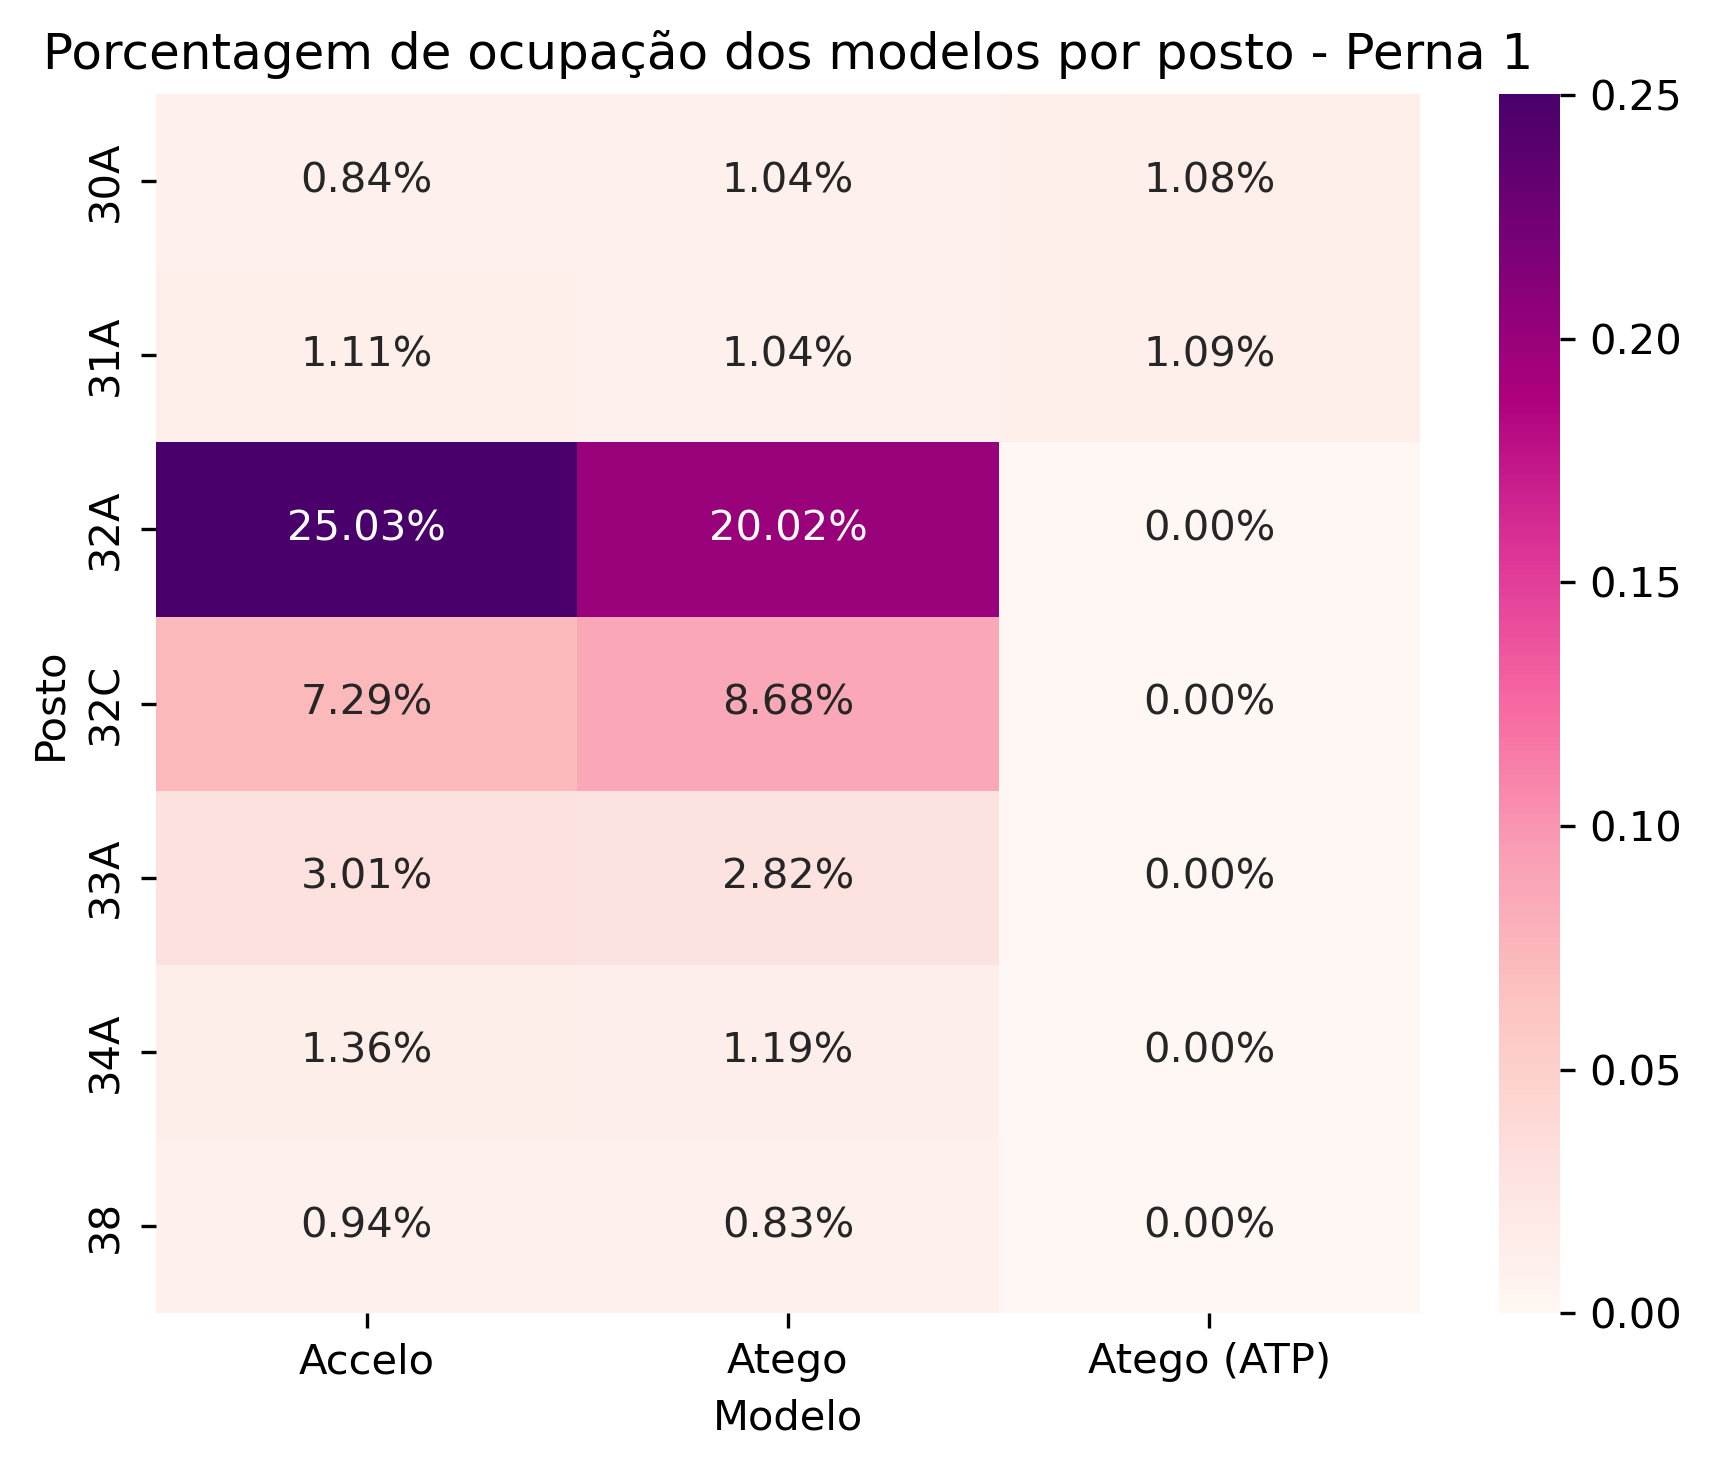 Porcentagem de ocupação dos modelos por posto - Perna 1
30A 0.84% 1.04% 1.08%
31A 1.11% 1.04% 1.09%
32A 25.03% 20.02% 0.00%
32C 7.29% 8.68% 0.00%
33A 3.01% 2.82% 0.00%
34A 1.36% 1.19% 0.00%
38 0.94% 0.83% 0.00%
Posto
Accelo Atego Atego (ATP)
Modelo
0.25
0.20
0.15
0.10
0.05
0.00